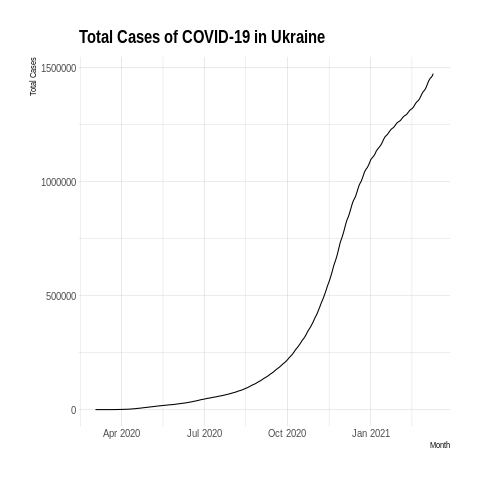 Total Cases of COVID-19 in Ukraine
Total Cases
1500000
1000000
500000
0
Apr 2020 Jul 2020 Oct 2020 Jan 2021
Month